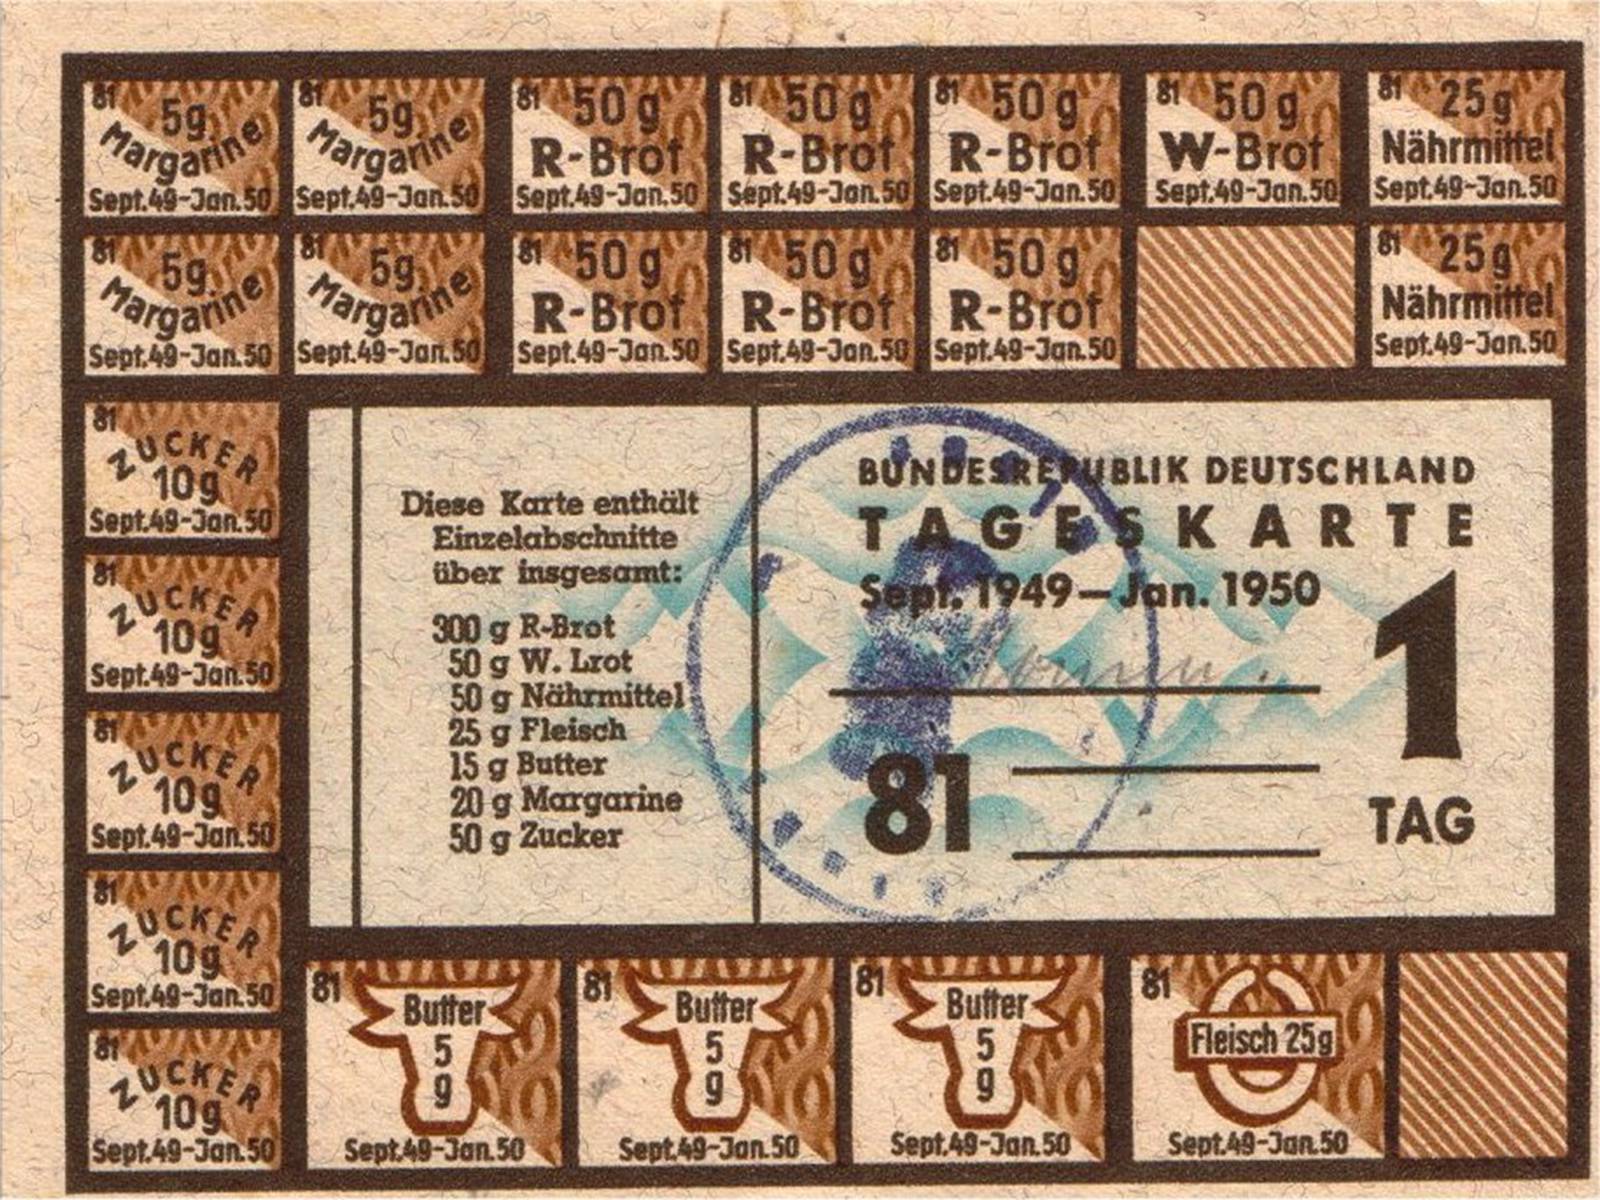 81 5g. Margarine Sept.49-Jan.50
81 5g. Margarine Sept.49-Jan.50
81 50 g R-Brot Sept.49-Jan.50
81 50 g R-Brot Sept.49-Jan.50
81 50 g R-Brot Sept.49-Jan.50
81 50 g W-Brot Sept.49-Jan.50
81 25g Nährmittel Sept.49-Jan.50
81 5g. Margarine Sept.49-Jan.50
81 5g. Margarine Sept.49-Jan.50
81 50 g R-Brot Sept.49-Jan.50
81 50 g R-Brot Sept.49-Jan.50
81 50 g R-Brot Sept.49-Jan.50
81 25g Nährmittel Sept.49-Jan.50
81 ZUCKER 10g Sept.49-Jan.50
81 ZUCKER 10g Sept.49-Jan.50
81 ZUCKER 10g Sept.49-Jan.50
81 ZUCKER 10g Sept.49-Jan.50
81 ZUCKER 10g Sept.49-Jan.50
Diese Karte enthält
Einzelabschnitte
über insgesamt:
300 g R-Brot
50 g W. Lrot
50 g Nährmittel
25 g Fleisch
15 g Butter
20 g Margarine
50 g Zucker
BUNDESREPUBLIK DEUTSCHLAND
TAGESKARTE
Sept. 1949—Jan. 1950
1
81
TAG
81 Butter 5 g Sept.49-Jan.50
81 Butter 5 g Sept.49-Jan.50
81 Butter 5 g Sept.49-Jan.50
81 Fleisch 25g Sept.49-Jan.50